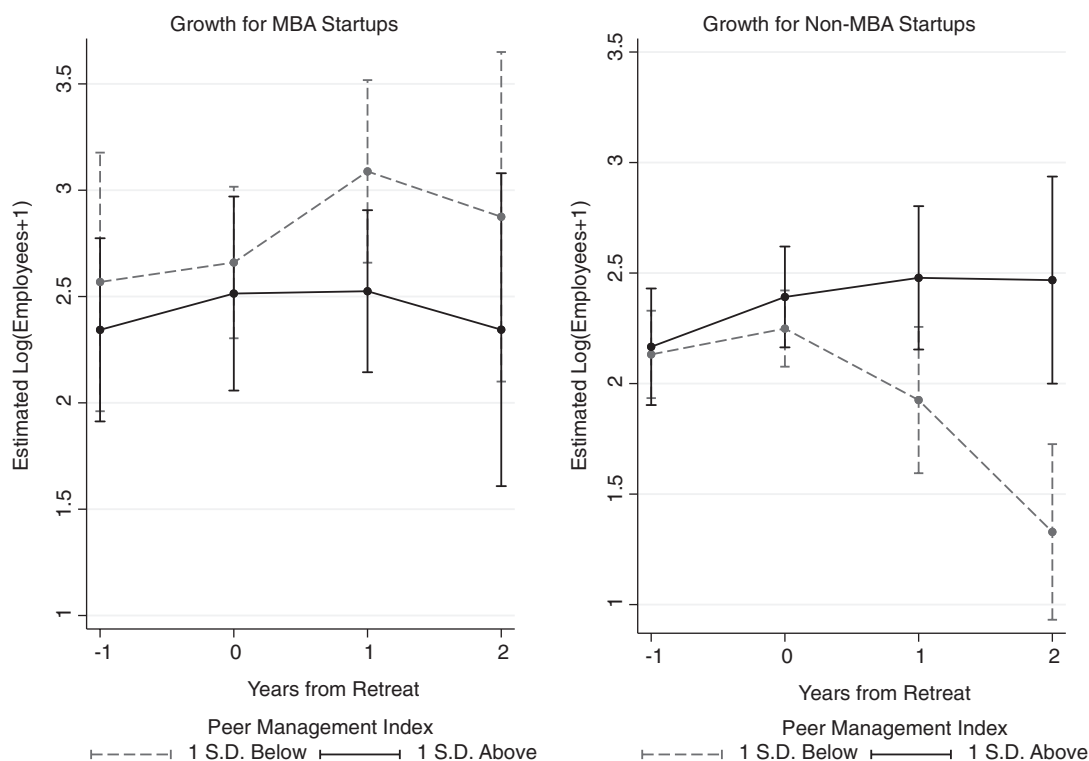 Growth for MBA Startups
Estimated Log(Employees+1)
3.5
3
2.5
2
1.5
1
-1 0 1 2
Years from Retreat
Peer Management Index
1 S.D. Below 1 S.D. Above
Growth for Non-MBA Startups
Estimated Log(Employees+1)
3.5
3
2.5
2
1.5
1
-1 0 1 2
Years from Retreat
Peer Management Index
1 S.D. Below 1 S.D. Above